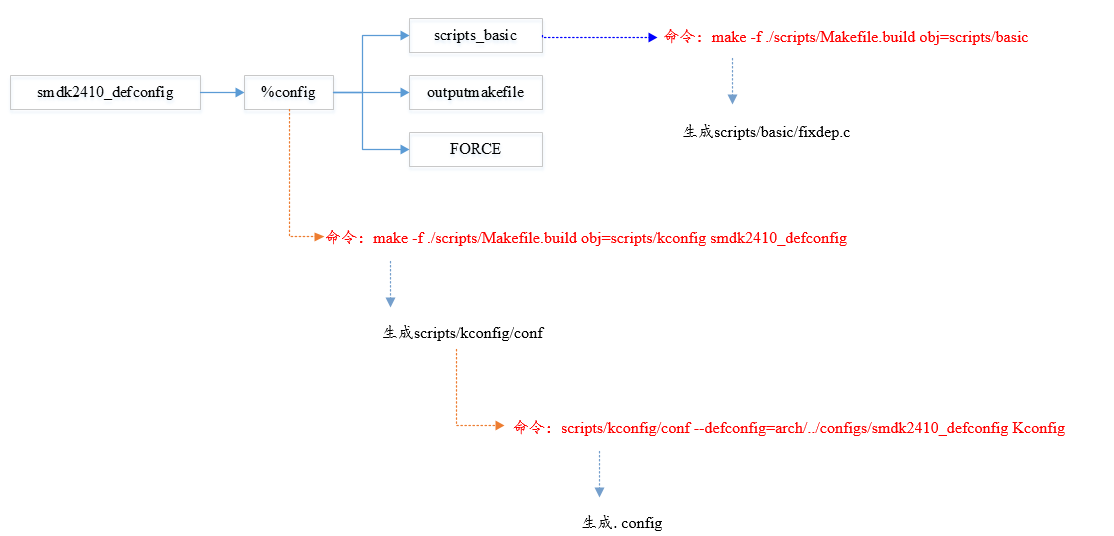 scripts_basic
命令：make -f ./scripts/Makefile.build obj=scripts/basic
smdk2410_defconfig
%config
outputmakefile
生成scripts/basic/fixdep.c
FORCE
命令：make -f ./scripts/Makefile.build obj=scripts/kconfig smdk2410_defconfig
生成scripts/kconfig/conf
命令：scripts/kconfig/conf --defconfig=arch/../configs/smdk2410_defconfig Kconfig
生成. config